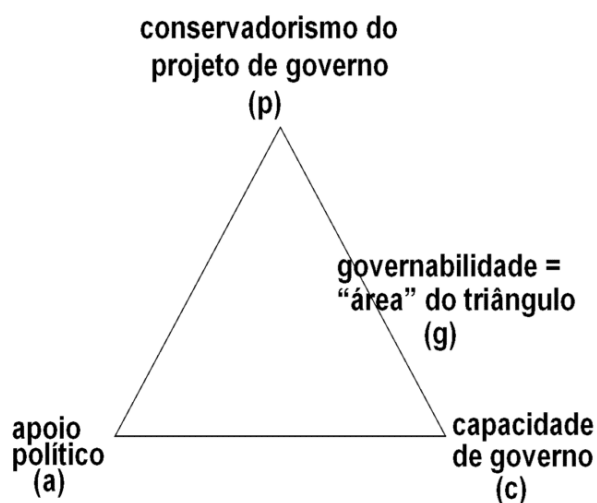 conservadorismo do
projeto de governo
(p)
governabilidade =
“área” do triângulo
(g)
apoio
político
(a)
capacidade
de governo
(c)